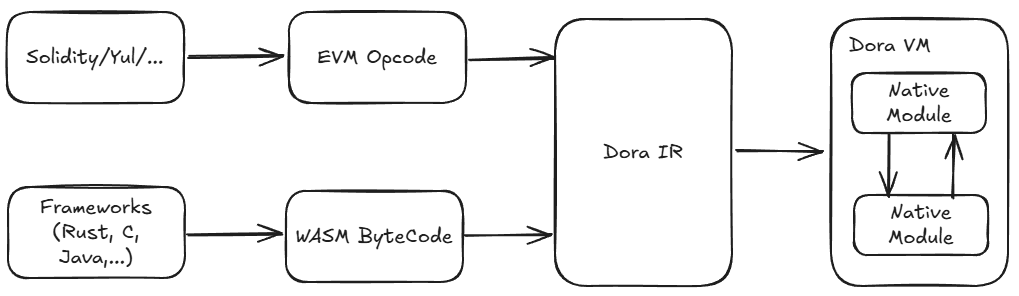 Solidity/Yul/...
EVM Opcode
Dora IR
Dora VM
Native
Module
Native
Module
Frameworks
(Rust, C,
Java,...)
WASM ByteCode